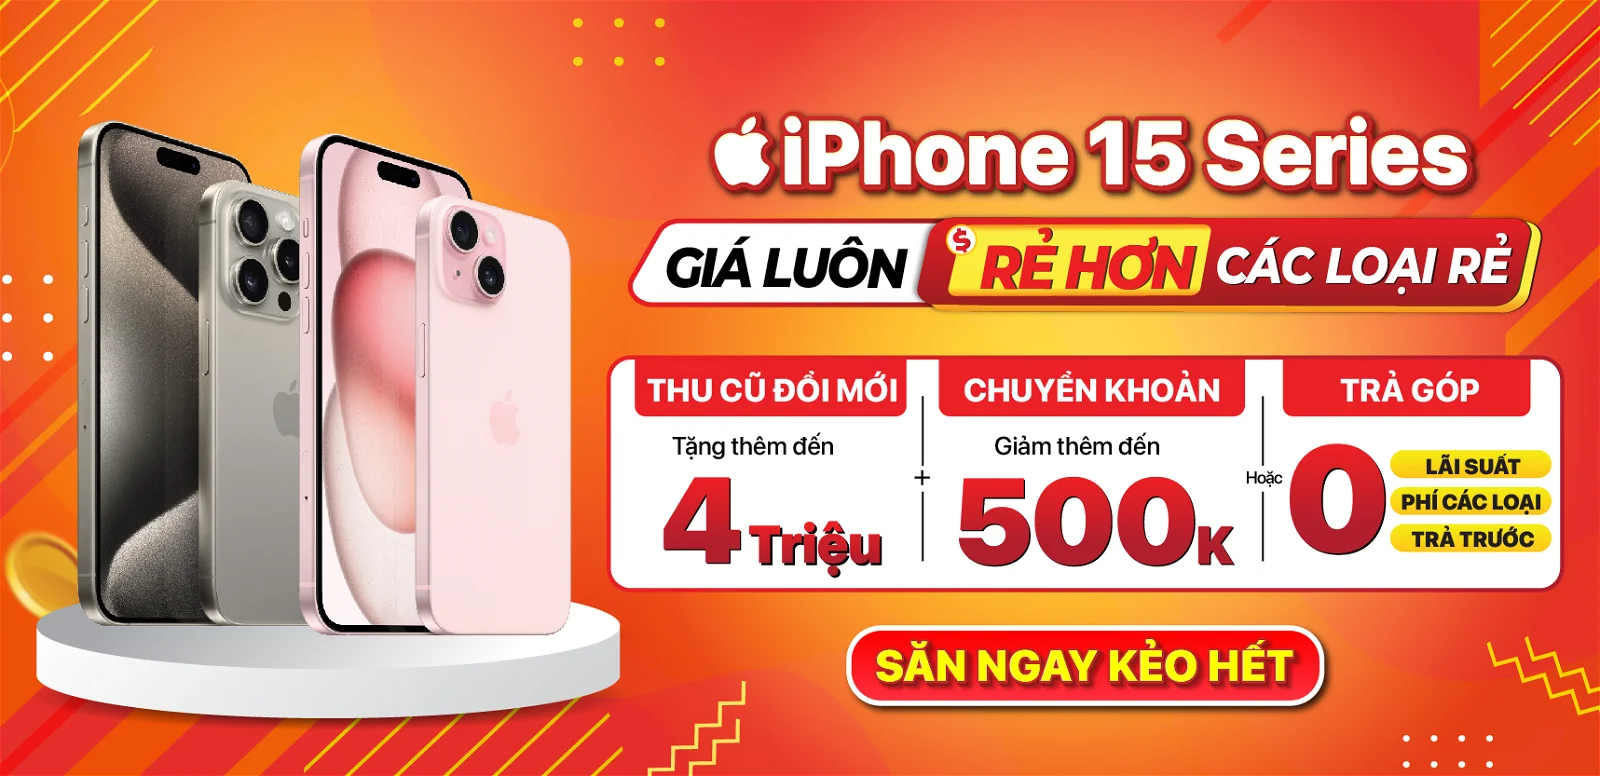 iPhone 15 Series
GIÁ LUÔN RẺ HƠN CÁC LOẠI RẺ
THU CŨ ĐỔI MỚI
Tặng thêm đến
4 Triệu
+
CHUYỂN KHOẢN
Giảm thêm đến
500K
Hoặc
TRẢ GÓP
0
LÃI SUẤT
PHÍ CÁC LOẠI
TRẢ TRƯỚC
SĂN NGAY KẺO HẾT